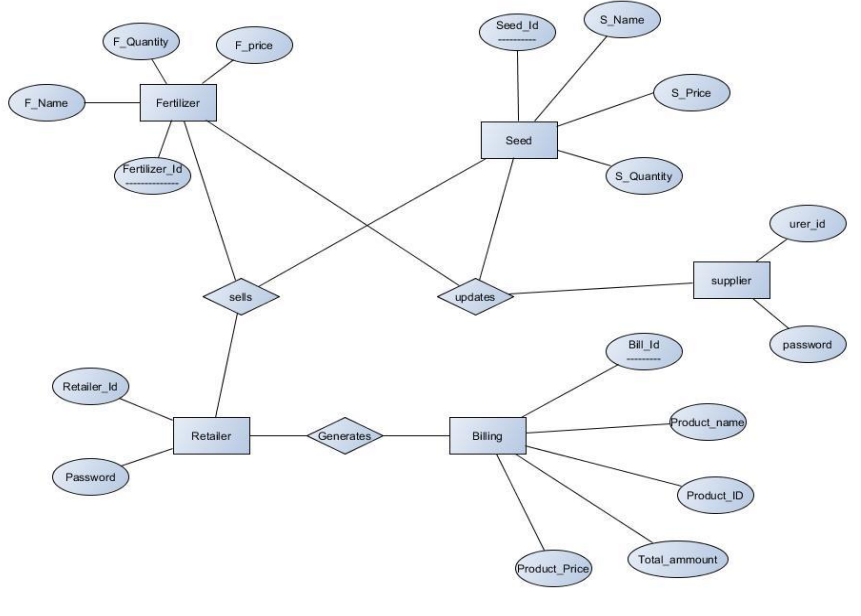 F_Quantity
F_price
F_Name
Fertilizer
Fertilizer_Id
--------------
Seed_Id
----------
S_Name
S_Price
Seed
S_Quantity
urer_id
supplier
password
sells
updates
Bill_Id
---------
Retailer_Id
Retailer
Password
Generates
Billing
Product_name
Product_ID
Total_ammount
Product_Price